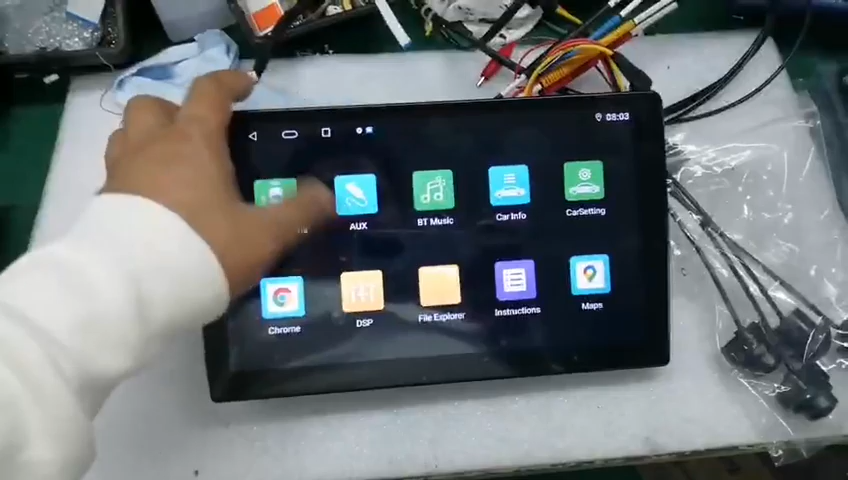 08:03
AUX
BT Music
Car Info
CarSetting
Chrome
DSP
File Explorer
Instructions
Maps